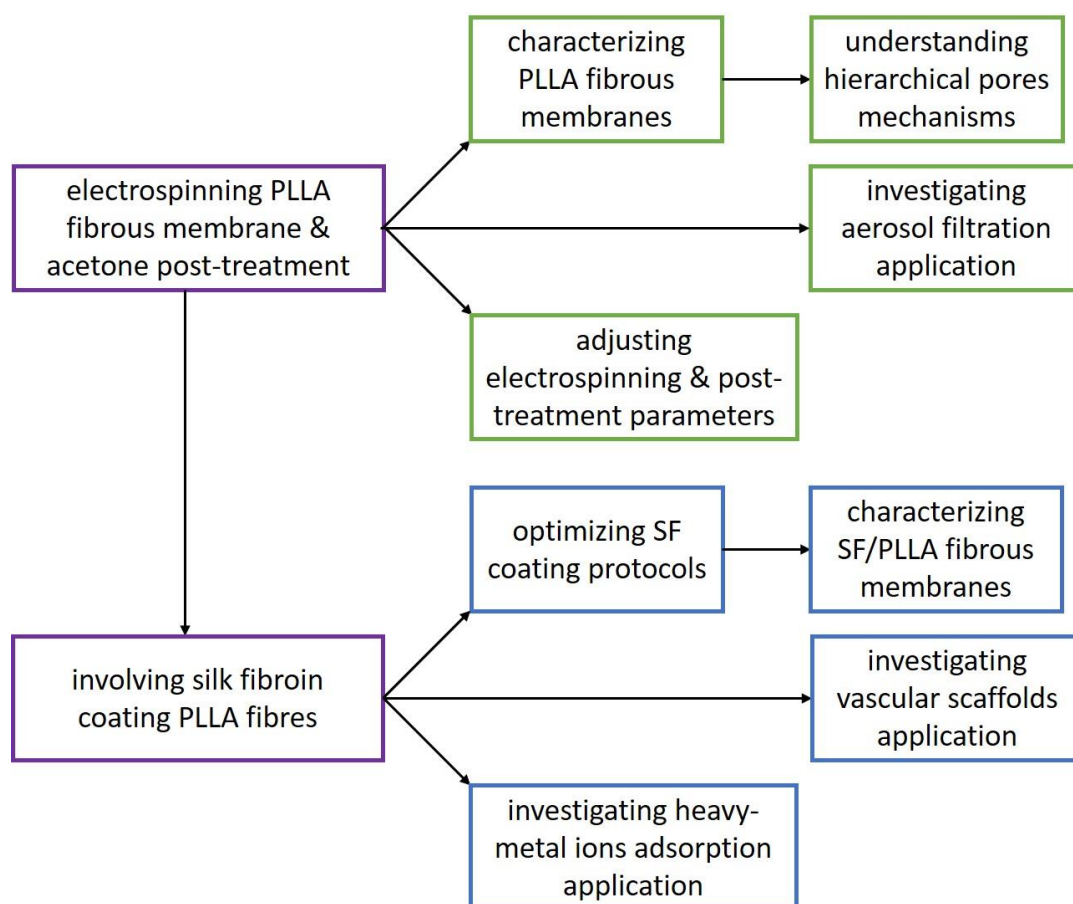 characterizing
PLLA fibrous
membranes
understanding
hierarchical pores
mechanisms
electrospinning PLLA
fibrous membrane &
acetone post-treatment
investigating
aerosol filtration
application
adjusting
electrospinning & post-
treatment parameters
optimizing SF
coating protocols
characterizing
SF/PLLA fibrous
membranes
involving silk fibroin
coating PLLA fibres
investigating
vascular scaffolds
application
investigating heavy-
metal ions adsorption
application